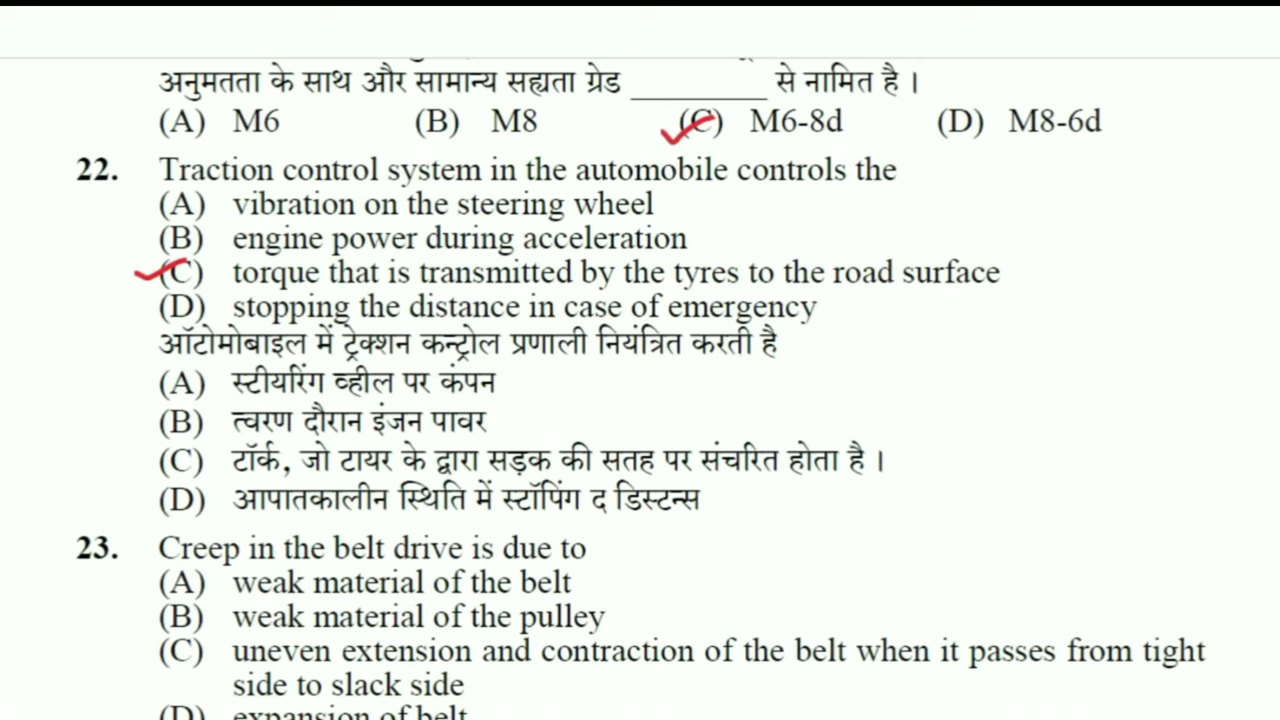 अनुमतता के साथ और सामान्य सह्यता ग्रेड ________ से नामित है ।
(A) M6 (B) M8 (C) M6-8d (D) M8-6d
22. Traction control system in the automobile controls the
(A) vibration on the steering wheel
(B) engine power during acceleration
(C) torque that is transmitted by the tyres to the road surface
(D) stopping the distance in case of emergency
ऑटोमोबाइल में ट्रेक्शन कन्ट्रोल प्रणाली नियंत्रित करती है
(A) स्टीयरिंग व्हील पर कंपन
(B) त्वरण दौरान इंजन पावर
(C) टॉर्क, जो टायर के द्वारा सड़क की सतह पर संचरित होता है ।
(D) आपातकालीन स्थिति में स्टॉपिंग द डिस्टन्स
23. Creep in the belt drive is due to
(A) weak material of the belt
(B) weak material of the pulley
(C) uneven extension and contraction of the belt when it passes from tight
side to slack side
(D) expansion of belt